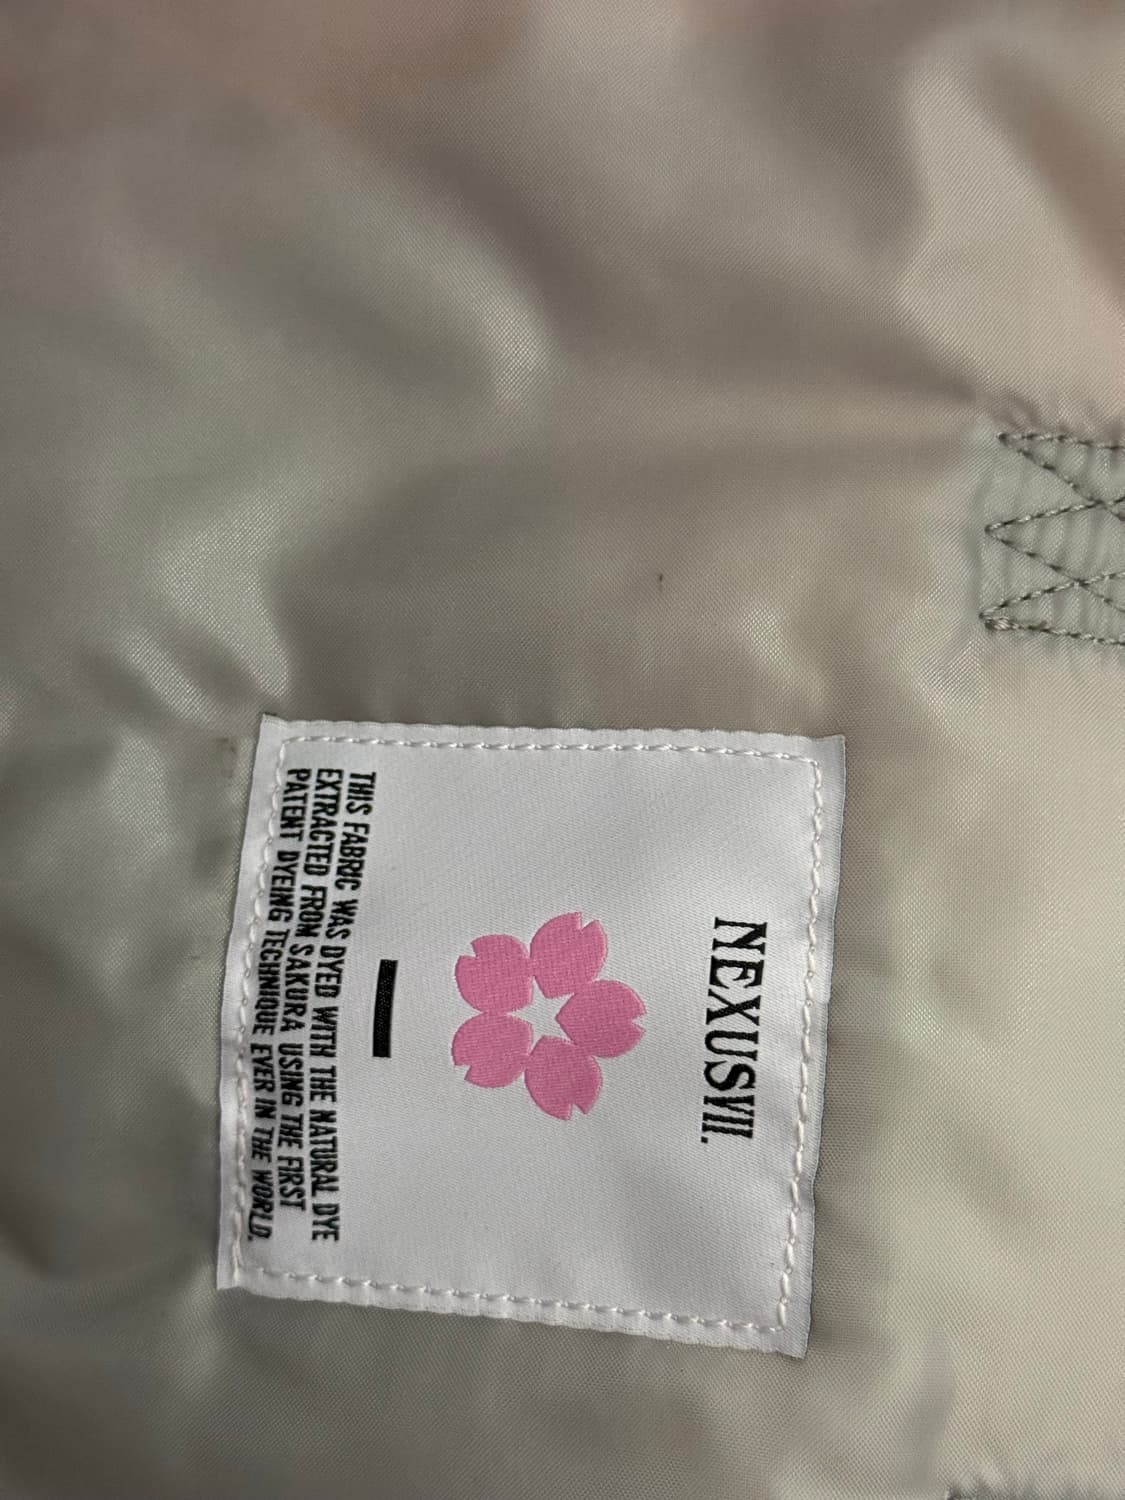 NEXUSVII.
THIS FABRIC WAS DYED WITH THE NATURAL DYE
EXTRACTED FROM SAKURA USING THE FIRST
PATENT DYEING TECHNIQUE EVER IN THE WORLD.